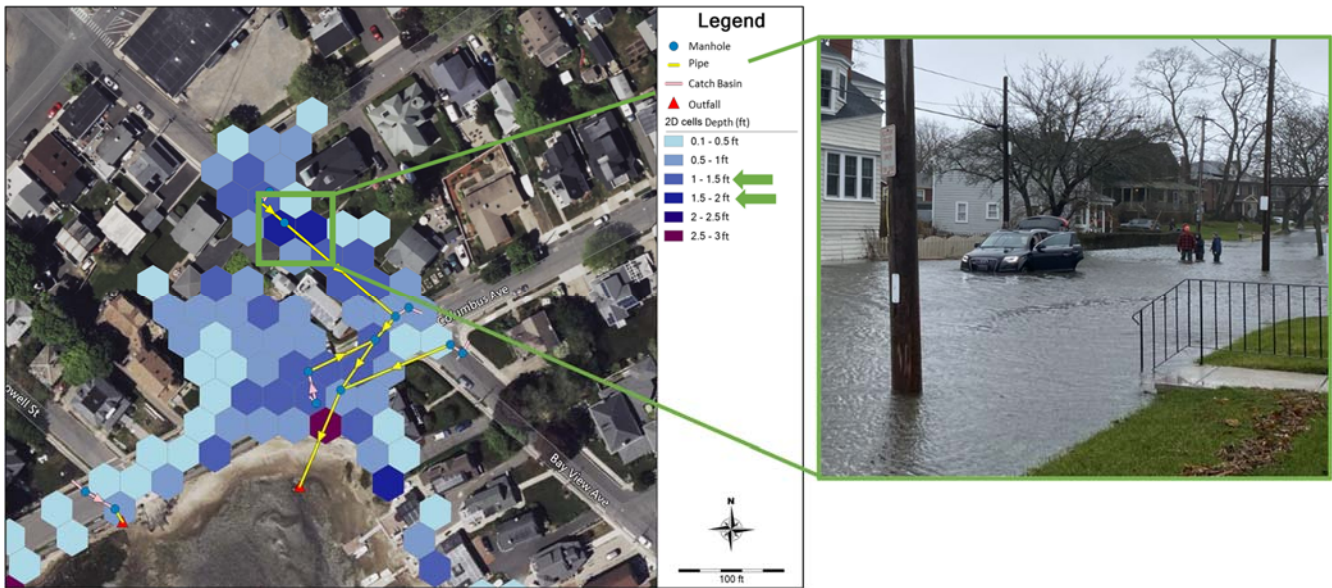 Legend
Manhole
Pipe
Catch Basin
Outfall
2D cells Depth (ft)
0.1 - 0.5 ft
0.5 - 1 ft
1 - 1.5 ft
1.5 - 2 ft
2 - 2.5 ft
2.5 - 3 ft
Columbus Ave
Bay View Ave
N
100 ft